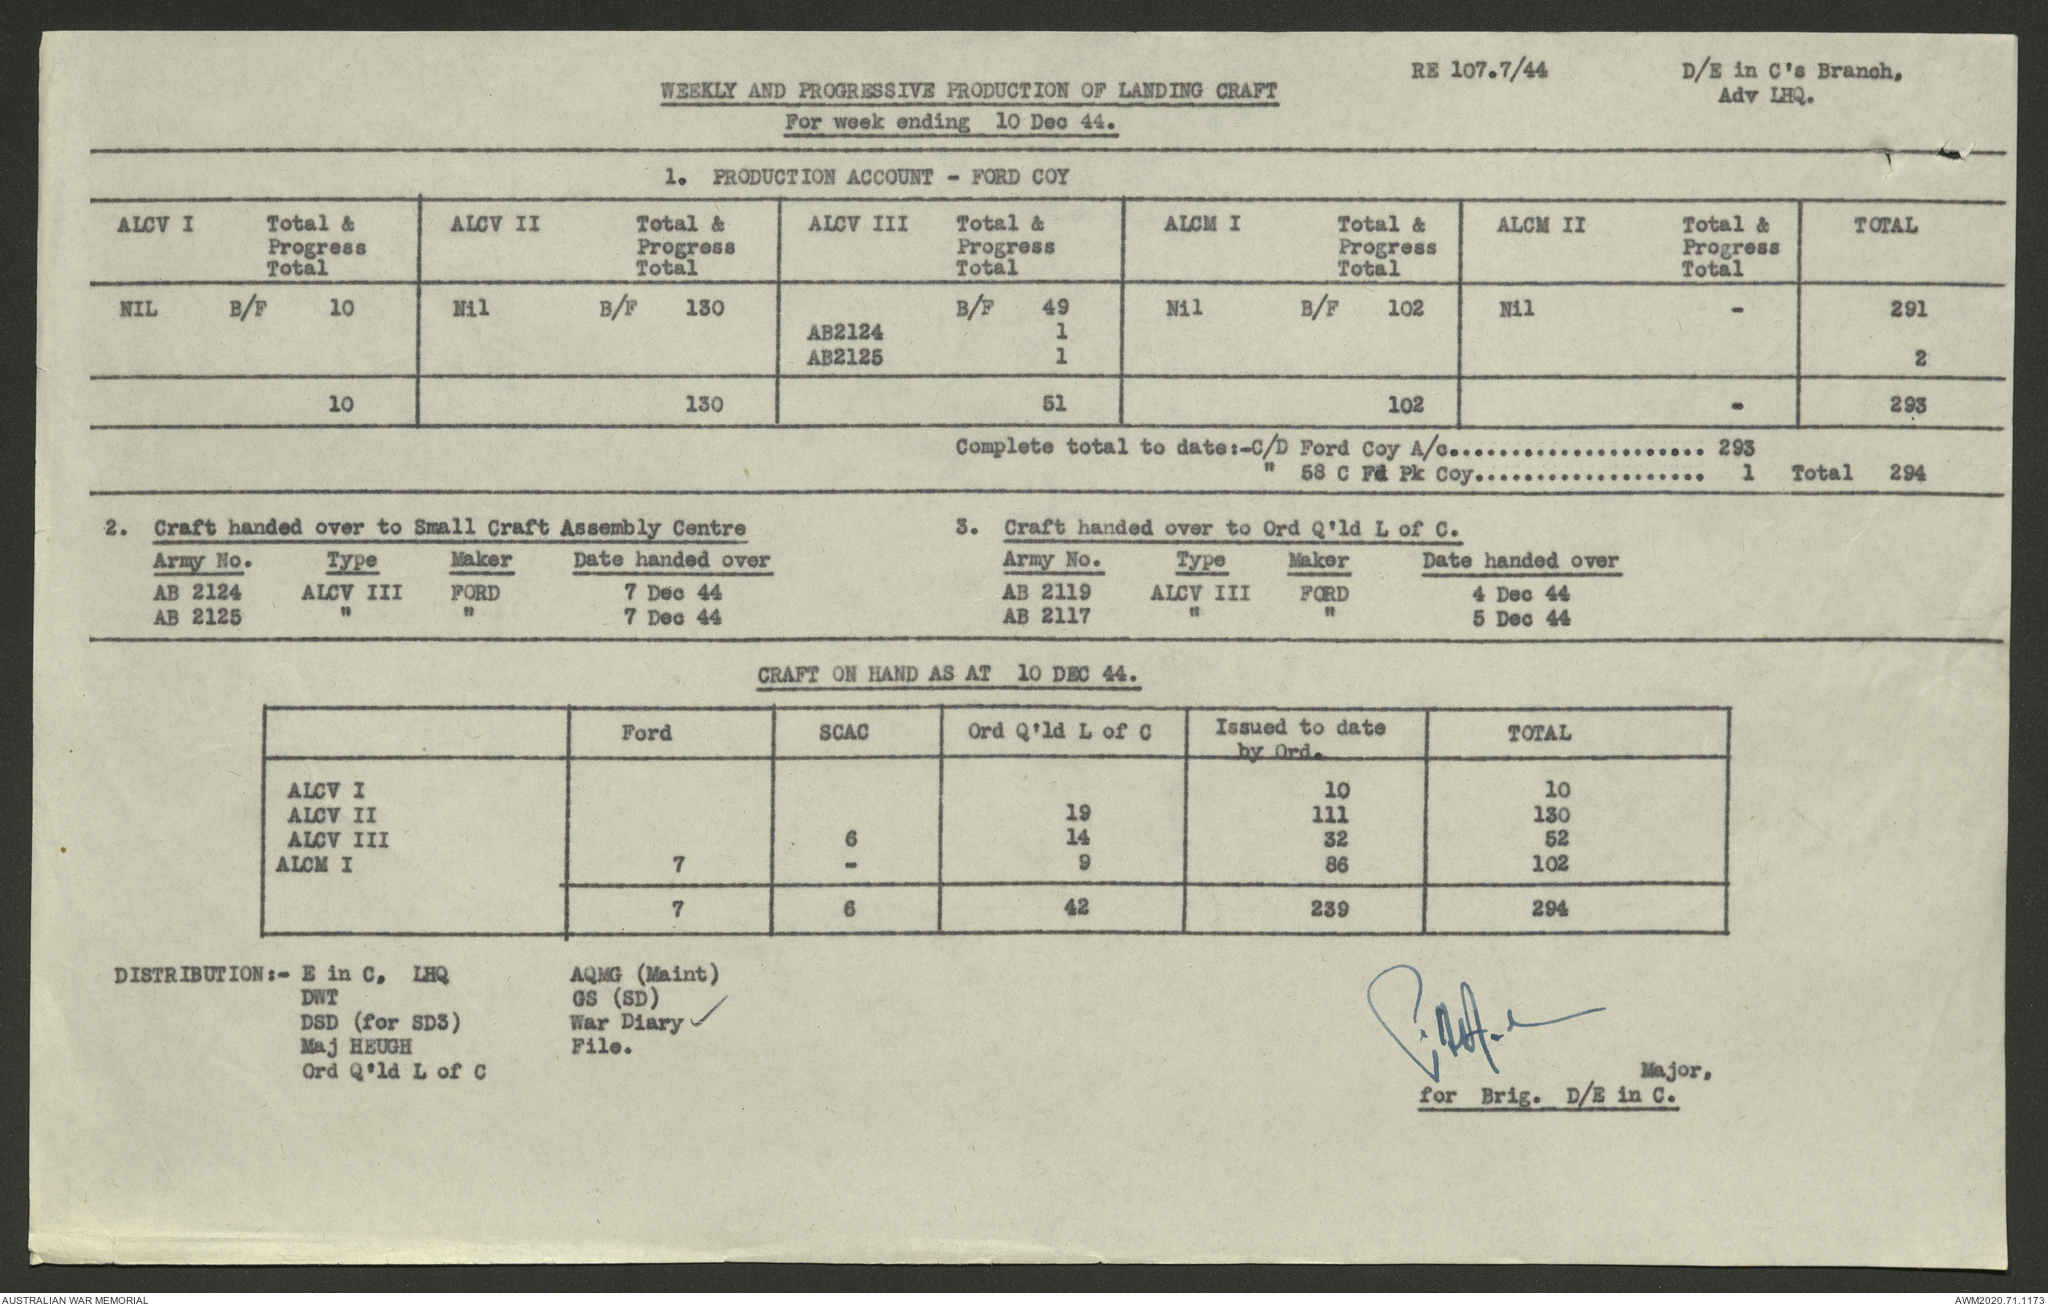 RE 107.7/44 D/E in C's Branch,
Adv LHQ.
WEEKLY AND PROGRESSIVE PRODUCTION OF LANDING CRAFT
For week ending 10 Dec 44.
1. PRODUCTION ACCOUNT - FORD COY
ALCV I Total & ALCV II Total & ALCV III Total & ALCM I Total & ALCM II Total & TOTAL
Progress Progress Progress Progress Progress
Total Total Total Total Total
NIL B/F 10 Nil B/F 130 B/F 49 Nil B/F 102 Nil - 291
AB2124 1
AB2125 1 2
10 130 51 102 - 293
Complete total to date:-C/D Ford Coy A/c..................... 293
" 58 C Fd Pk Coy................... 1 Total 294
2. Craft handed over to Small Craft Assembly Centre
Army No. Type Maker Date handed over
AB 2124 ALCV III FORD 7 Dec 44
AB 2125 " " 7 Dec 44
3. Craft handed over to Ord Q'ld L of C.
Army No. Type Maker Date handed over
AB 2119 ALCV III FORD 4 Dec 44
AB 2117 " " 5 Dec 44
CRAFT ON HAND AS AT 10 DEC 44.
Ford SCAC Ord Q'ld L of C Issued to date TOTAL
by Ord.
ALCV I 10 10
ALCV II 19 111 130
ALCV III 6 14 32 52
ALCM I 7 - 9 86 102
7 6 42 239 294
DISTRIBUTION:- E in C, LHQ AQMG (Maint)
DWT GS (SD)
DSD (for SD3) War Diary
Maj HEUGH File.
Ord Q'ld L of C
Major,
for Brig. D/E in C.
AUSTRALIAN WAR MEMORIAL AWM2020.71.1173